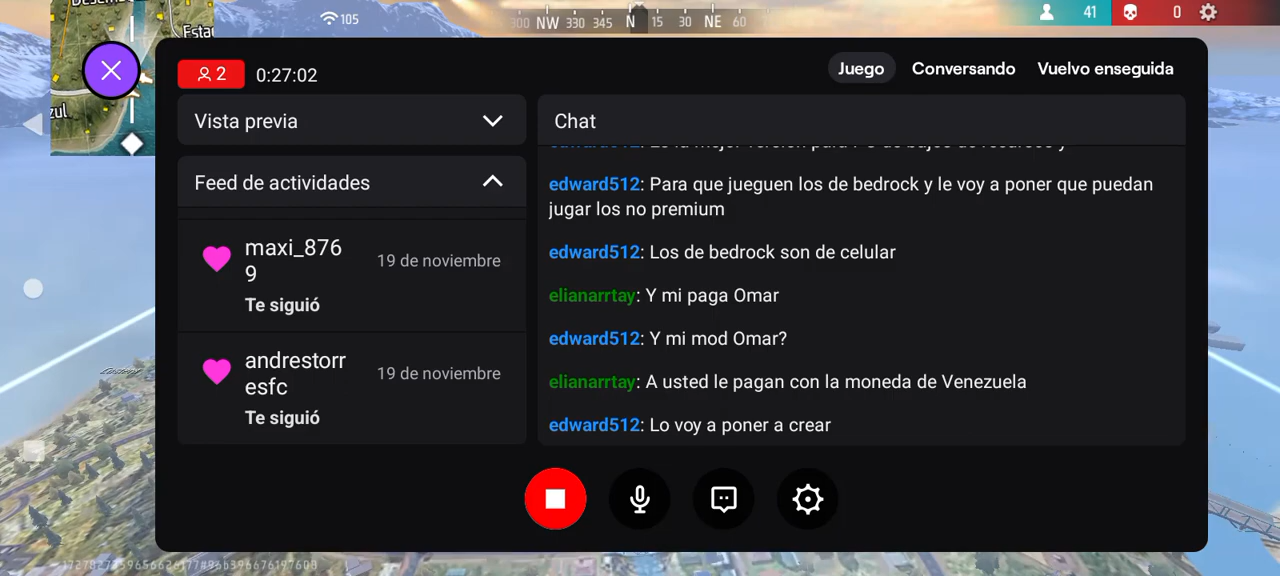 105
300 NW 330 345 N 15 30 NE 60
41
0
2
0:27:02
Juego
Conversando
Vuelvo enseguida
Vista previa
Feed de actividades
maxi_876
9
19 de noviembre
Te siguió
andrestorr
esfc
19 de noviembre
Te siguió
Chat
edward512: Para que jueguen los de bedrock y le voy a poner que puedan
jugar los no premium
edward512: Los de bedrock son de celular
elianarrtay: Y mi paga Omar
edward512: Y mi mod Omar?
elianarrtay: A usted le pagan con la moneda de Venezuela
edward512: Lo voy a poner a crear